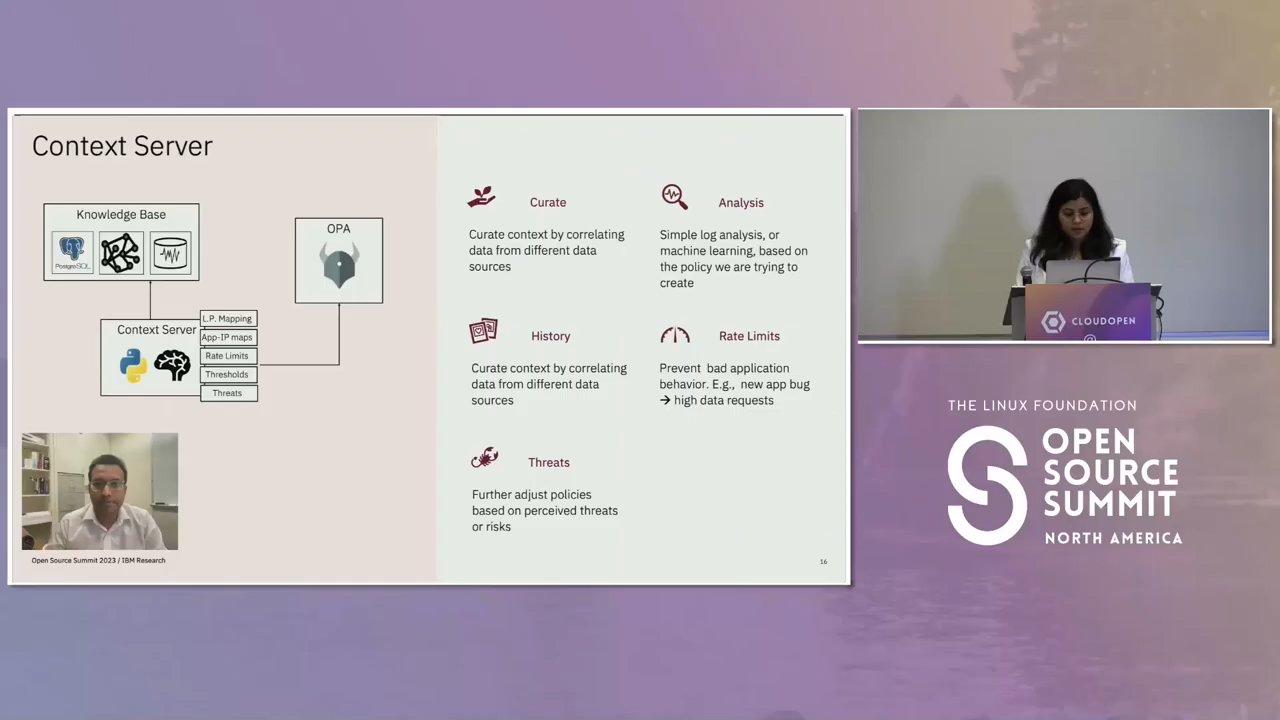 Context Server
Knowledge Base
PostgreSQL
OPA
Context Server
L.P. Mapping
App-IP maps
Rate Limits
Thresholds
Threats
Open Source Summit 2023 / IBM Research
Curate
Curate context by correlating
data from different data
sources
Analysis
Simple log analysis, or
machine learning, based on
the policy we are trying to
create
History
Curate context by correlating
data from different data
sources
Rate Limits
Prevent bad application
behavior. E.g., new app bug
→ high data requests
Threats
Further adjust policies
based on perceived threats
or risks
16
CLOUDOPEN
THE LINUX FOUNDATION
OPEN
SOURCE
SUMMIT
NORTH AMERICA